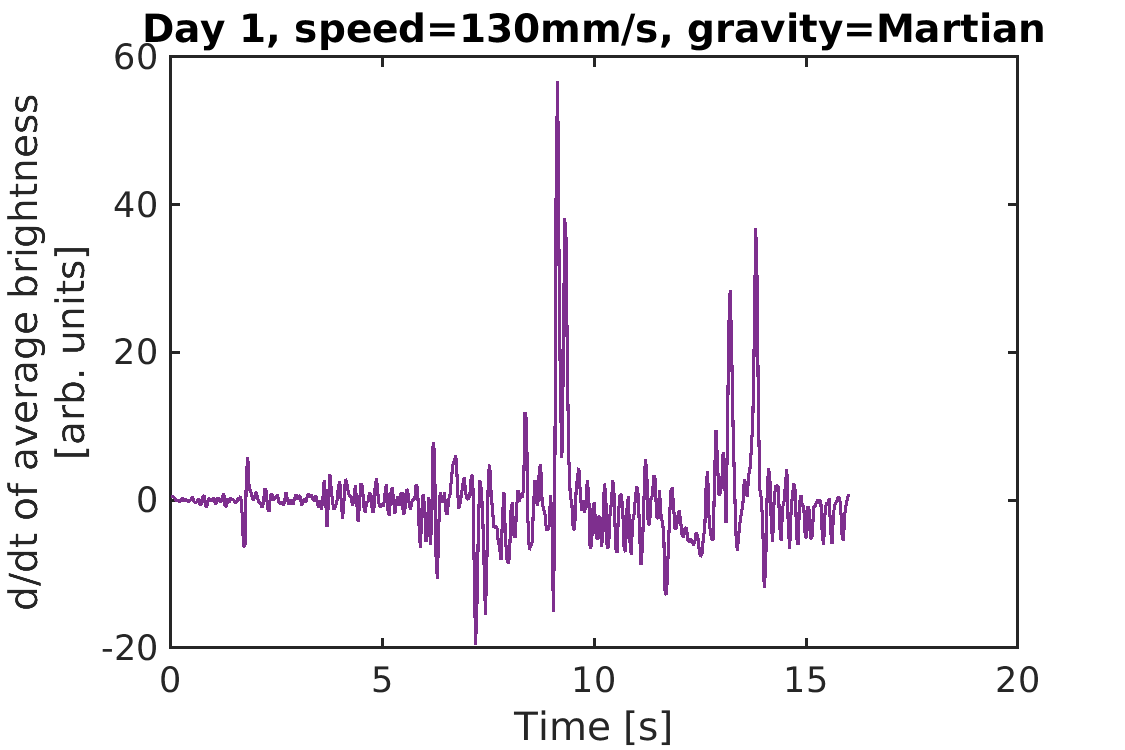 Day 1, speed=130mm/s, gravity=Martian
d/dt of average brightness
[arb. units]
60
40
20
0
-20
0
5
10
15
20
Time [s]